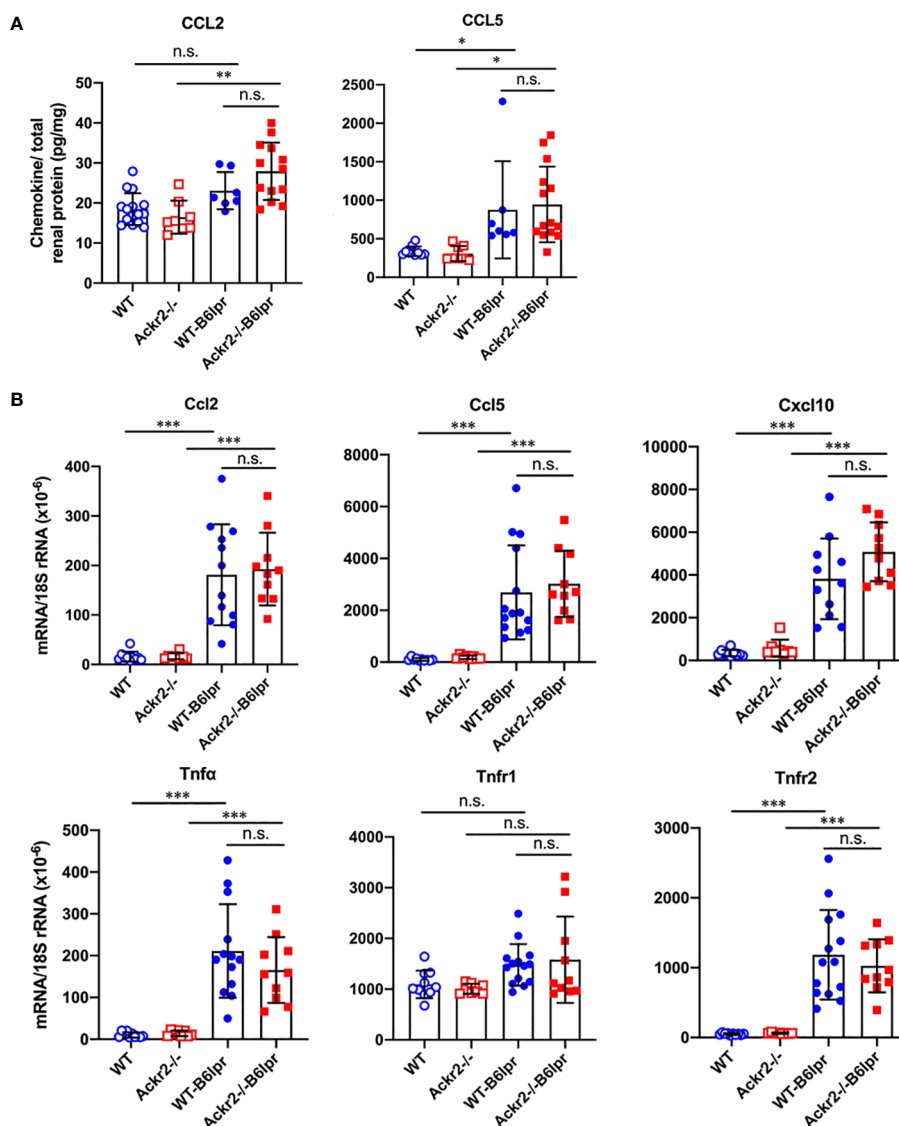 A
CCL2
CCL5
n.s.
**
n.s.
*
*
n.s.
Chemokine/ total
renal protein (pg/mg)
50
40
30
20
10
0
2500
2000
1500
1000
500
0
WT
Ackr2-/-
WT-B6lpr
Ackr2-/-B6lpr
WT
Ackr2-/-
WT-B6lpr
Ackr2-/-B6lpr
B
Ccl2
Ccl5
Cxcl10
***
***
n.s.
***
***
n.s.
***
***
n.s.
mRNA/18S rRNA (x10⁻⁶)
400
300
200
100
0
8000
6000
4000
2000
0
10000
8000
6000
4000
2000
0
WT
Ackr2-/-
WT-B6lpr
Ackr2-/-B6lpr
WT
Ackr2-/-
WT-B6lpr
Ackr2-/-B6lpr
WT
Ackr2-/-
WT-B6lpr
Ackr2-/-B6lpr
Tnfα
Tnfr1
Tnfr2
***
***
n.s.
n.s.
n.s.
n.s.
***
***
n.s.
mRNA/18S rRNA (x10⁻⁶)
500
400
300
200
100
0
4000
3000
2000
1000
0
3000
2000
1000
0
WT
Ackr2-/-
WT-B6lpr
Ackr2-/-B6lpr
WT
Ackr2-/-
WT-B6lpr
Ackr2-/-B6lpr
WT
Ackr2-/-
WT-B6lpr
Ackr2-/-B6lpr